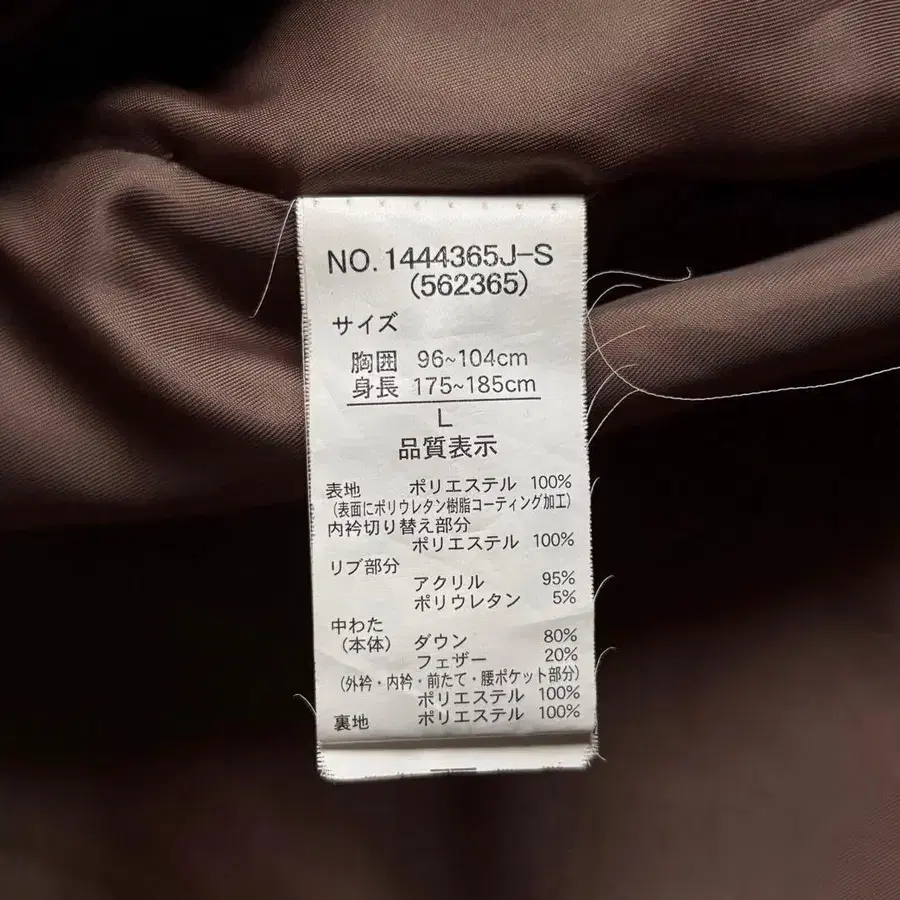 NO.1444365J-S
(562365)
サイズ
胸囲 96~104cm
身長 175~185cm
L
品質表示
表地 ポリエステル 100%
(表面にポリウレタン樹脂コーティング加工)
内衿切り替え部分
ポリエステル 100%
リブ部分
アクリル 95%
ポリウレタン 5%
中わた
(本体) ダウン 80%
フェザー 20%
(外衿・内衿・前たて・腰ポケット部分)
ポリエステル 100%
裏地 ポリエステル 100%